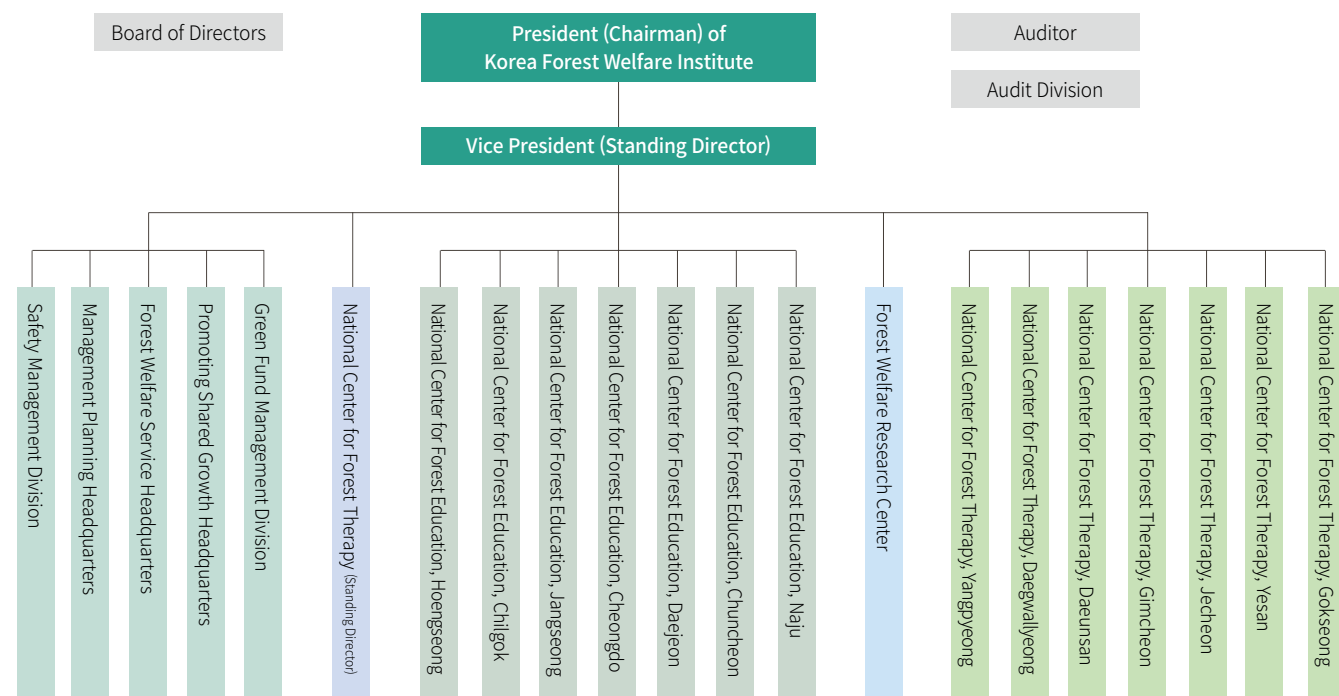 Board of Directors
President (Chairman) of
Korea Forest Welfare Institute
Auditor
Audit Division
Vice President (Standing Director)
Safety Management Division
Management Planning Headquarters
Forest Welfare Service Headquarters
Promoting Shared Growth Headquarters
Green Fund Management Division
National Center for Forest Therapy (Standing Director)
National Center for Forest Education, Hoengseong
National Center for Forest Education, Chilgok
National Center for Forest Education, Jangseong
National Center for Forest Education, Cheongdo
National Center for Forest Education, Daejeon
National Center for Forest Education, Chuncheon
National Center for Forest Education, Naju
Forest Welfare Research Center
National Center for Forest Therapy, Yangpyeong
National Center for Forest Therapy, Daegwallyeong
National Center for Forest Therapy, Daeunsan
National Center for Forest Therapy, Gimcheon
National Center for Forest Therapy, Jecheon
National Center for Forest Therapy, Yesan
National Center for Forest Therapy, Gokseong